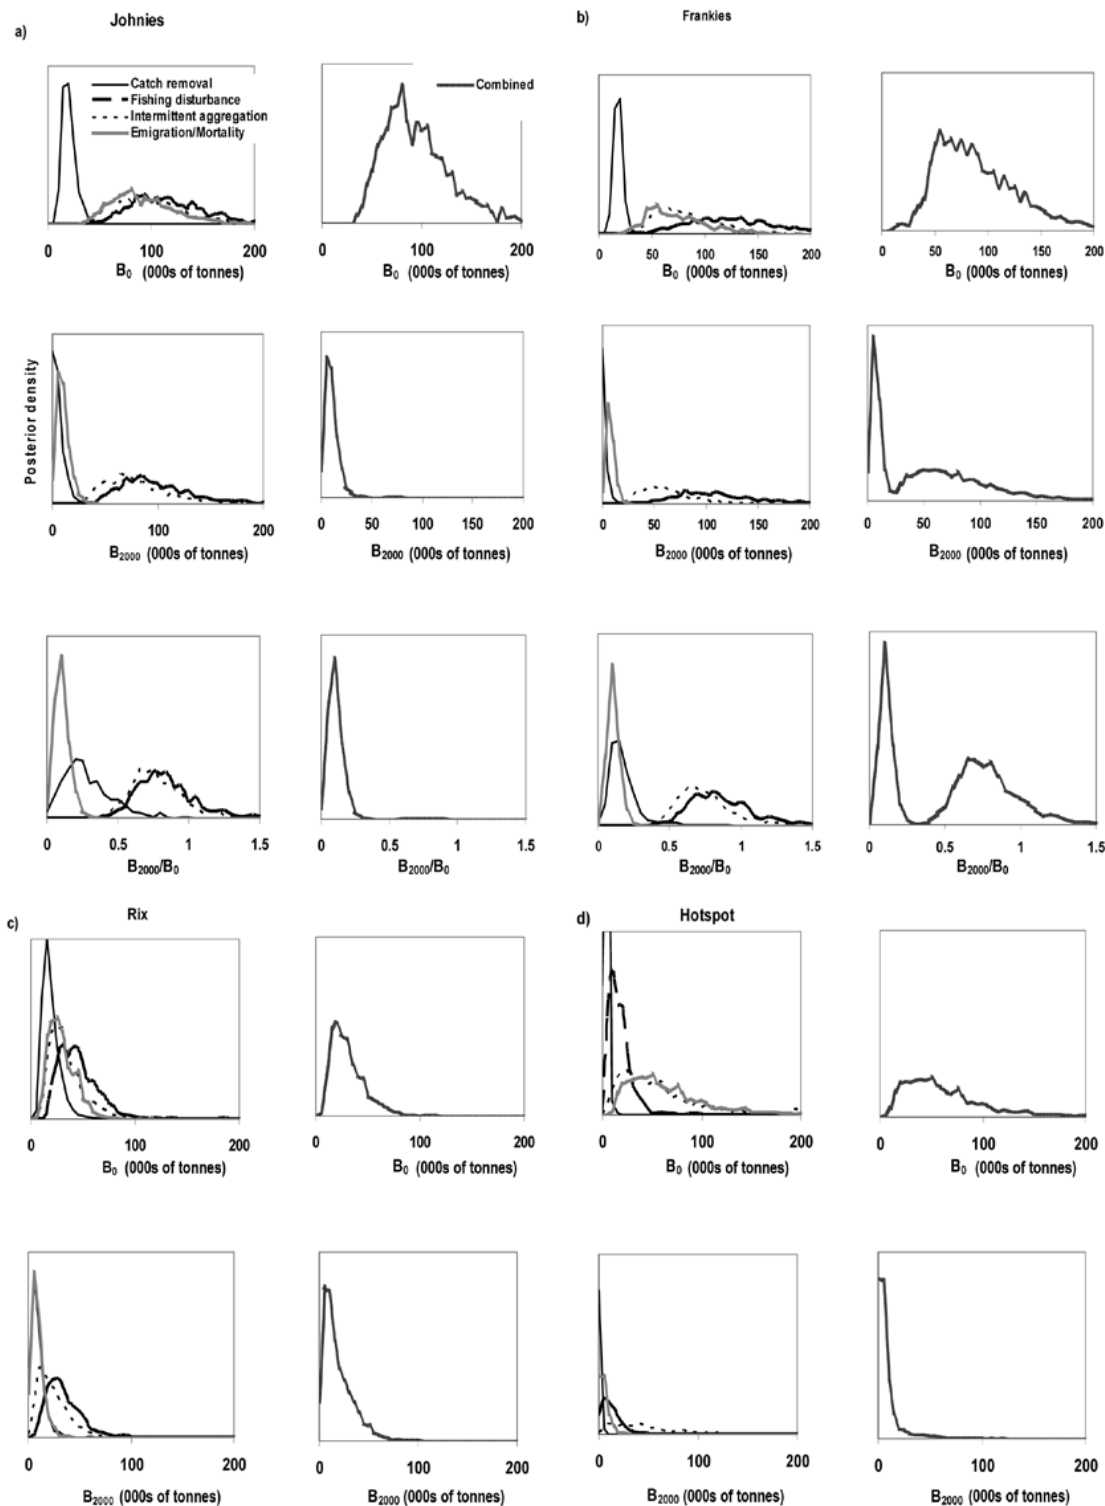 a)
Johnies
b)
Frankies
Catch removal
Fishing disturbance
Intermittent aggregation
Emigration/Mortality
Combined
0 100 200
B0 (000s of tonnes)
0 100 200
B0 (000s of tonnes)
0 50 100 150 200
B0 (000s of tonnes)
0 50 100 150 200
B0 (000s of tonnes)
Posterior density
0 100 200
B2000 (000s of tonnes)
0 50 100 150 200
B2000 (000s of tonnes)
0 50 100 150 200
B2000 (000s of tonnes)
0 50 100 150 200
B2000 (000s of tonnes)
0 0.5 1 1.5
B2000/B0
0 0.5 1 1.5
B2000/B0
0 0.5 1 1.5
B2000/B0
0 0.5 1 1.5
B2000/B0
c)
Rix
d)
Hotspot
0 100 200
B0 (000s of tonnes)
0 100 200
B0 (000s of tonnes)
0 100 200
B0 (000s of tonnes)
0 100 200
B0 (000s of tonnes)
0 100 200
B2000 (000s of tonnes)
0 100 200
B2000 (000s of tonnes)
0 100 200
B2000 (000s of tonnes)
0 100 200
B2000 (000s of tonnes)